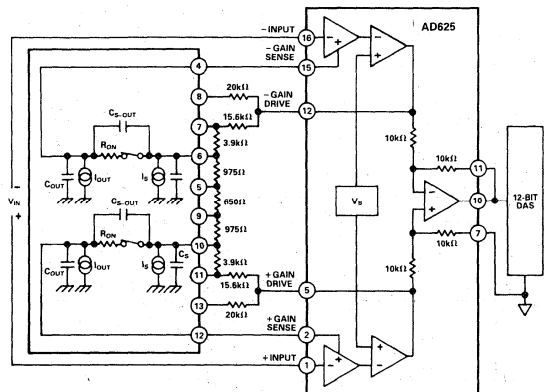 AD625
−INPUT
16
−GAIN
SENSE
4
15
8
20kΩ
−GAIN
DRIVE
12
7
15.6kΩ
3.9kΩ
CS-OUT
RON
COUT
IOUT
IS
6
975Ω
5
650Ω
9
975Ω
10
3.9kΩ
11
15.6kΩ
+GAIN
DRIVE
5
13
20kΩ
12
+GAIN
SENSE
2
+INPUT
1
− VIN +
CS-OUT
RON
COUT
IOUT
IS
CS
VB
10kΩ
10kΩ
11
10
10kΩ
7
10kΩ
12-BIT
DAS